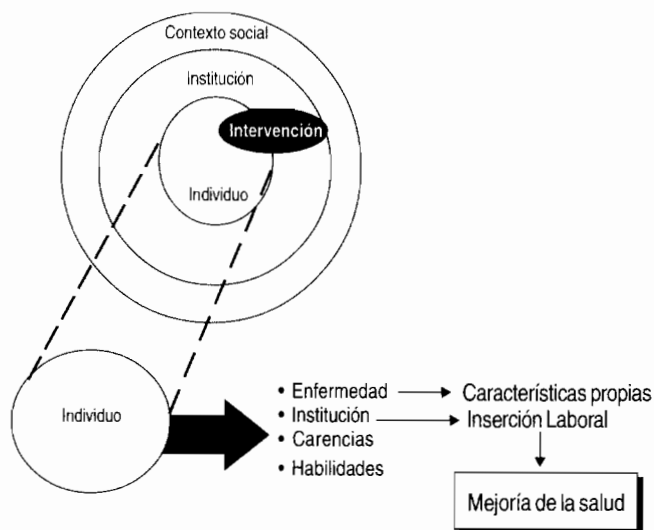 Contexto social
Institución
Intervención
Individuo
Individuo
• Enfermedad → Características propias
• Institución → Inserción Laboral
• Carencias
• Habilidades
Mejoría de la salud